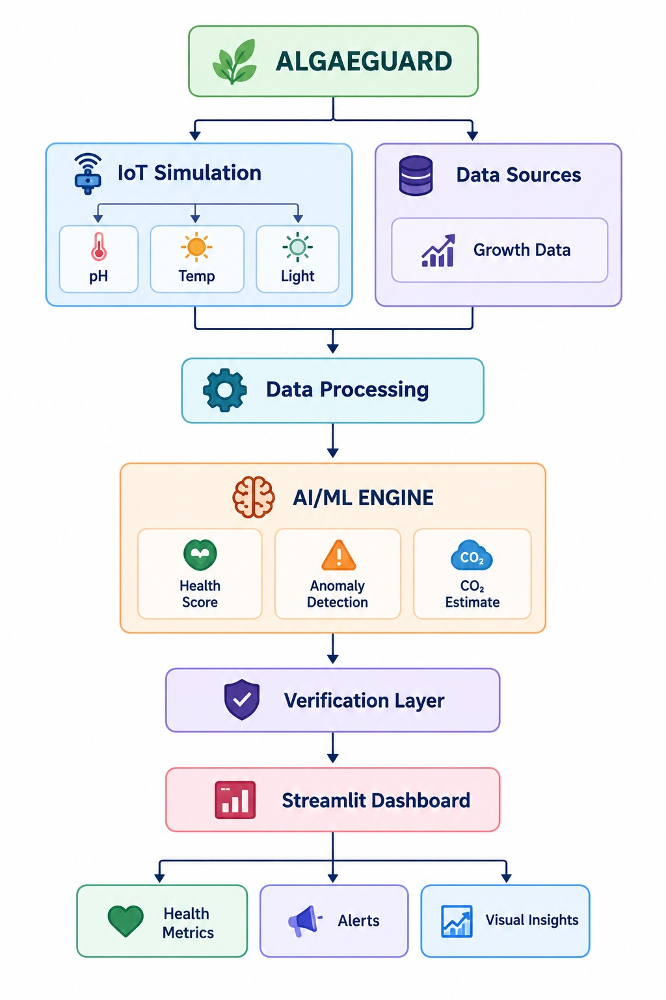 ALGAEGUARD
IoT Simulation
Data Sources
pH
Temp
Light
Growth Data
Data Processing
AI/ML ENGINE
Health
Score
Anomaly
Detection
CO₂
CO₂
Estimate
Verification Layer
Streamlit Dashboard
Health
Metrics
Alerts
Visual Insights